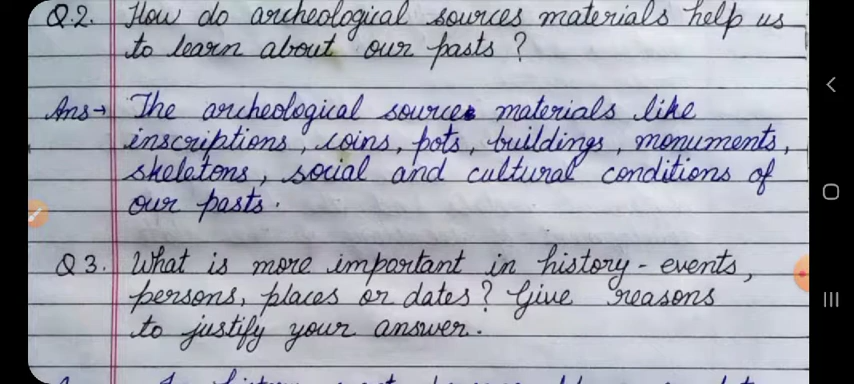 Q.2. How do archeological sources materials help us
to learn about our pasts ?
Ans→ The archeological sources materials like
inscriptions, coins, pots, buildings, monuments,
skeletons, social and cultural conditions of
our pasts.
Q3. What is more important in history - events,
persons, places or dates? Give reasons
to justify your answer.